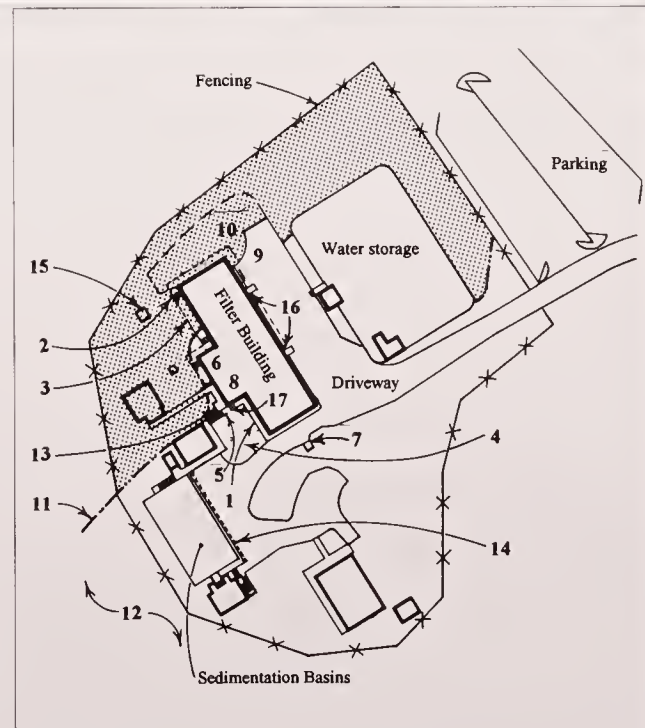 Fencing
Parking
10
9
Water storage
15
16
2
Filter Building
3
6
8
Driveway
17
13
7
5
4
1
11
14
12
Sedimentation Basins